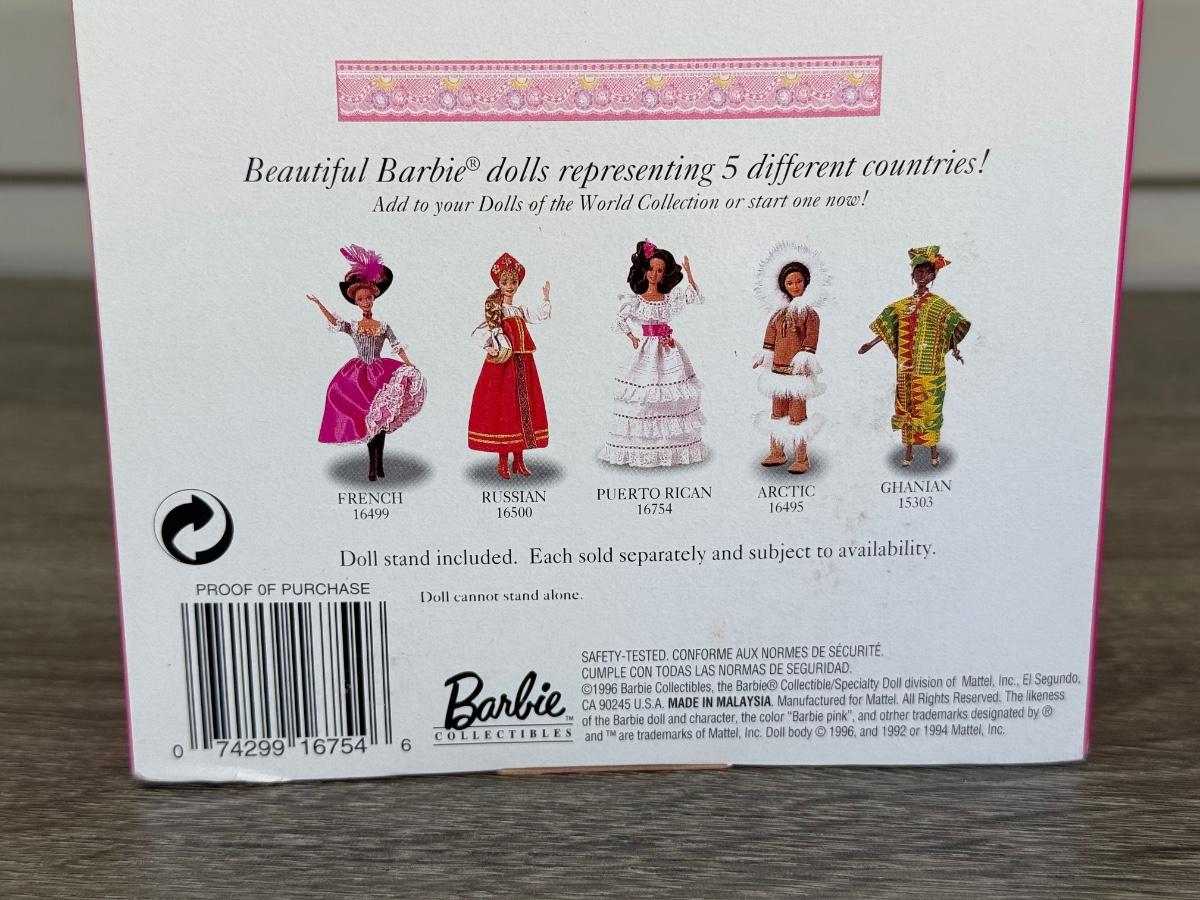 Beautiful Barbie® dolls representing 5 different countries!
Add to your Dolls of the World Collection or start one now!
FRENCH
16499
RUSSIAN
16500
PUERTO RICAN
16754
ARCTIC
16495
GHANIAN
15303
Doll stand included. Each sold separately and subject to availability.
PROOF OF PURCHASE
Doll cannot stand alone.
0 74299 16754 6
Barbie™
COLLECTIBLES
SAFETY-TESTED. CONFORME AUX NORMES DE SÉCURITÉ.
CUMPLE CON TODAS LAS NORMAS DE SEGURIDAD.
©1996 Barbie Collectibles, the Barbie® Collectible/Specialty Doll division of Mattel, Inc., El Segundo,
CA 90245 U.S.A. MADE IN MALAYSIA. Manufactured for Mattel. All Rights Reserved. The likeness
of the Barbie doll and character, the color "Barbie pink", and otrher trademarks designated by ®
and ™ are trademarks of Mattel, Inc. Doll body © 1996, and 1992 or 1994 Mattel, Inc.